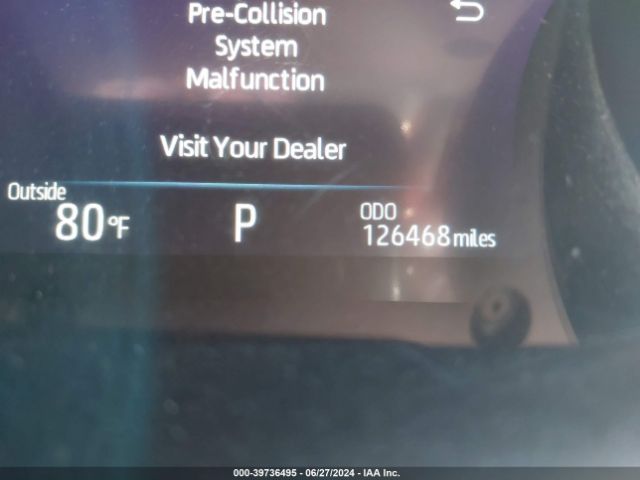 Pre-Collision
System
Malfunction
Visit Your Dealer
Outside
80°F
P
ODO
126468 miles
000-39736495 - 06/27/2024 - IAA Inc.